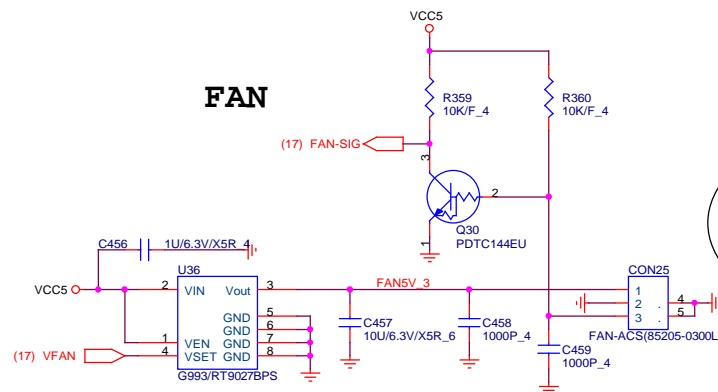 VCC5
FAN
R359
10K/F_4
R360
10K/F_4
(17) FAN-SIG
3
2
1
Q30
PDTC144EU
C456
1U/6.3V/X5R_4
U36
VCC5
2 VIN Vout 3
FAN5V_3
GND 5
GND 6
1 VEN GND 7
4 VSET GND 8
(17) VFAN
G993/RT9027BPS
C457
10U/6.3V/X5R_6
C458
1000P_4
CON25
1
2 . 4
3 . 5
FAN-ACS(85205-0300L
C459
1000P_4